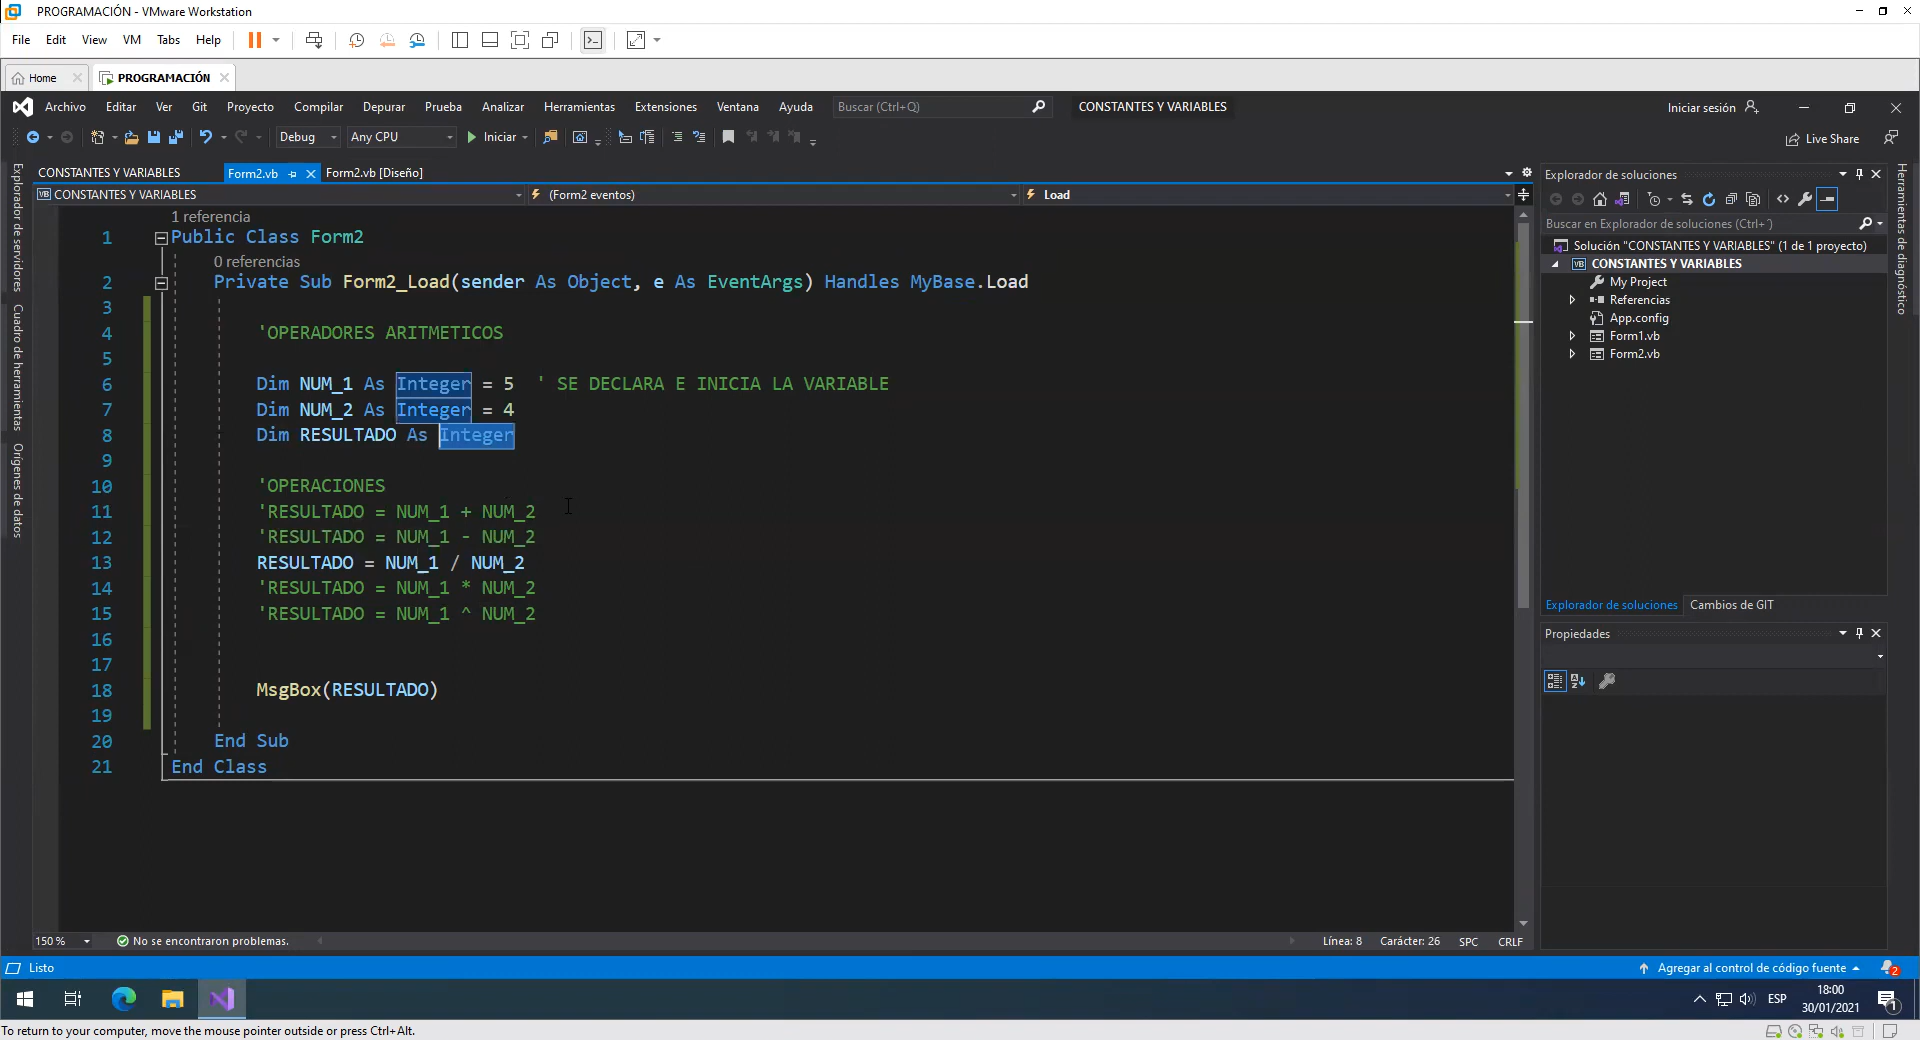 PROGRAMACIÓN - VMware Workstation
File Edit View VM Tabs Help
Home PROGRAMACIÓN
Archivo Editar Ver Git Proyecto Compilar Depurar Prueba Analizar Herramientas Extensiones Ventana Ayuda Buscar (Ctrl+Q) CONSTANTES Y VARIABLES Iniciar sesión
Debug Any CPU Iniciar Live Share
CONSTANTES Y VARIABLES Form2.vb Form2.vb [Diseño]
VB CONSTANTES Y VARIABLES (Form2 eventos) Load
Explorador de servidores
Cuadro de herramientas
Orígenes de datos
1 referencia
1 Public Class Form2
0 referencias
2 Private Sub Form2_Load(sender As Object, e As EventArgs) Handles MyBase.Load
3
4 'OPERADORES ARITMETICOS
5
6 Dim NUM_1 As Integer = 5 ' SE DECLARA E INICIA LA VARIABLE
7 Dim NUM_2 As Integer = 4
8 Dim RESULTADO As Integer
9
10 'OPERACIONES
11 'RESULTADO = NUM_1 + NUM_2
12 'RESULTADO = NUM_1 - NUM_2
13 RESULTADO = NUM_1 / NUM_2
14 'RESULTADO = NUM_1 * NUM_2
15 'RESULTADO = NUM_1 ^ NUM_2
16
17
18 MsgBox(RESULTADO)
19
20 End Sub
21 End Class
150 % No se encontraron problemas. Línea: 8 Carácter: 26 SPC CRLF
Explorador de soluciones
Buscar en Explorador de soluciones (Ctrl+´)
Solución "CONSTANTES Y VARIABLES" (1 de 1 proyecto)
VB CONSTANTES Y VARIABLES
My Project
Referencias
App.config
Form1.vb
Form2.vb
Explorador de soluciones Cambios de GIT
Propiedades
Herramientas de diagnóstico
Listo Agregar al control de código fuente 2
ESP 18:00
30/01/2021 1
To return to your computer, move the mouse pointer outside or press Ctrl+Alt.